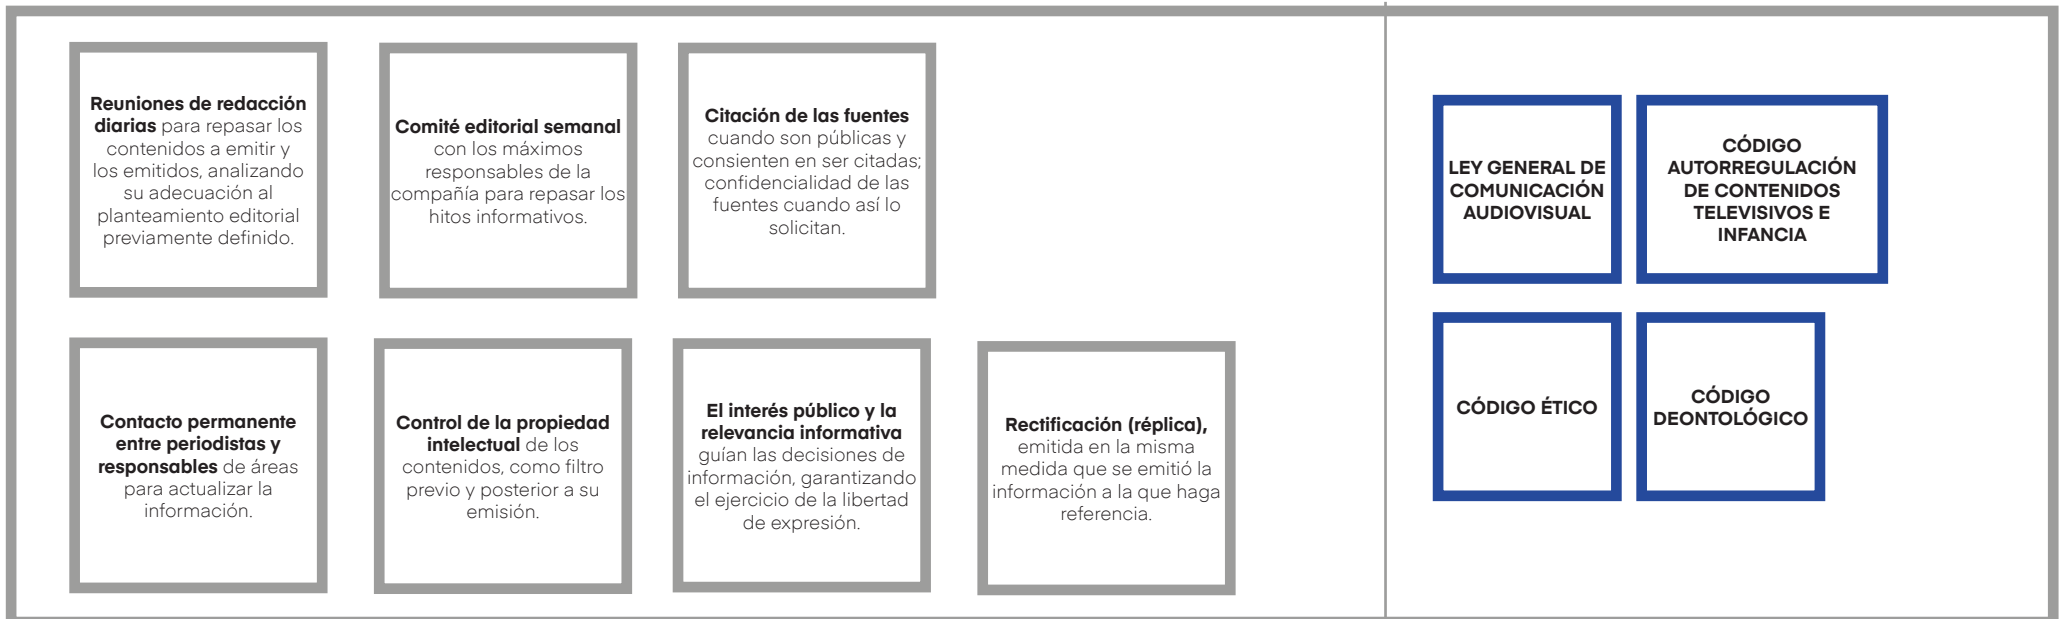 Reuniones de redacción
diarias para repasar los
contenidos a emitir y
los emitidos, analizando
su adecuación al
planteamiento editorial
previamente definido.
Comité editorial semanal
con los máximos
responsables de la
compañía para repasar los
hitos informativos.
Citación de las fuentes
cuando son públicas y
consienten en ser citadas;
confidencialidad de las
fuentes cuando así lo
solicitan.
Contacto permanente
entre periodistas y
responsables de áreas
para actualizar la
información.
Control de la propiedad
intelectual de los
contenidos, como filtro
previo y posterior a su
emisión.
El interés público y la
relevancia informativa
guían las decisiones de
información, garantizando
el ejercicio de la libertad
de expresión.
Rectificación (réplica),
emitida en la misma
medida que se emitió la
información a la que haga
referencia.
LEY GENERAL DE
COMUNICACIÓN
AUDIOVISUAL
CÓDIGO
AUTORREGULACIÓN
DE CONTENIDOS
TELEVISIVOS E
INFANCIA
CÓDIGO ÉTICO
CÓDIGO
DEONTOLÓGICO